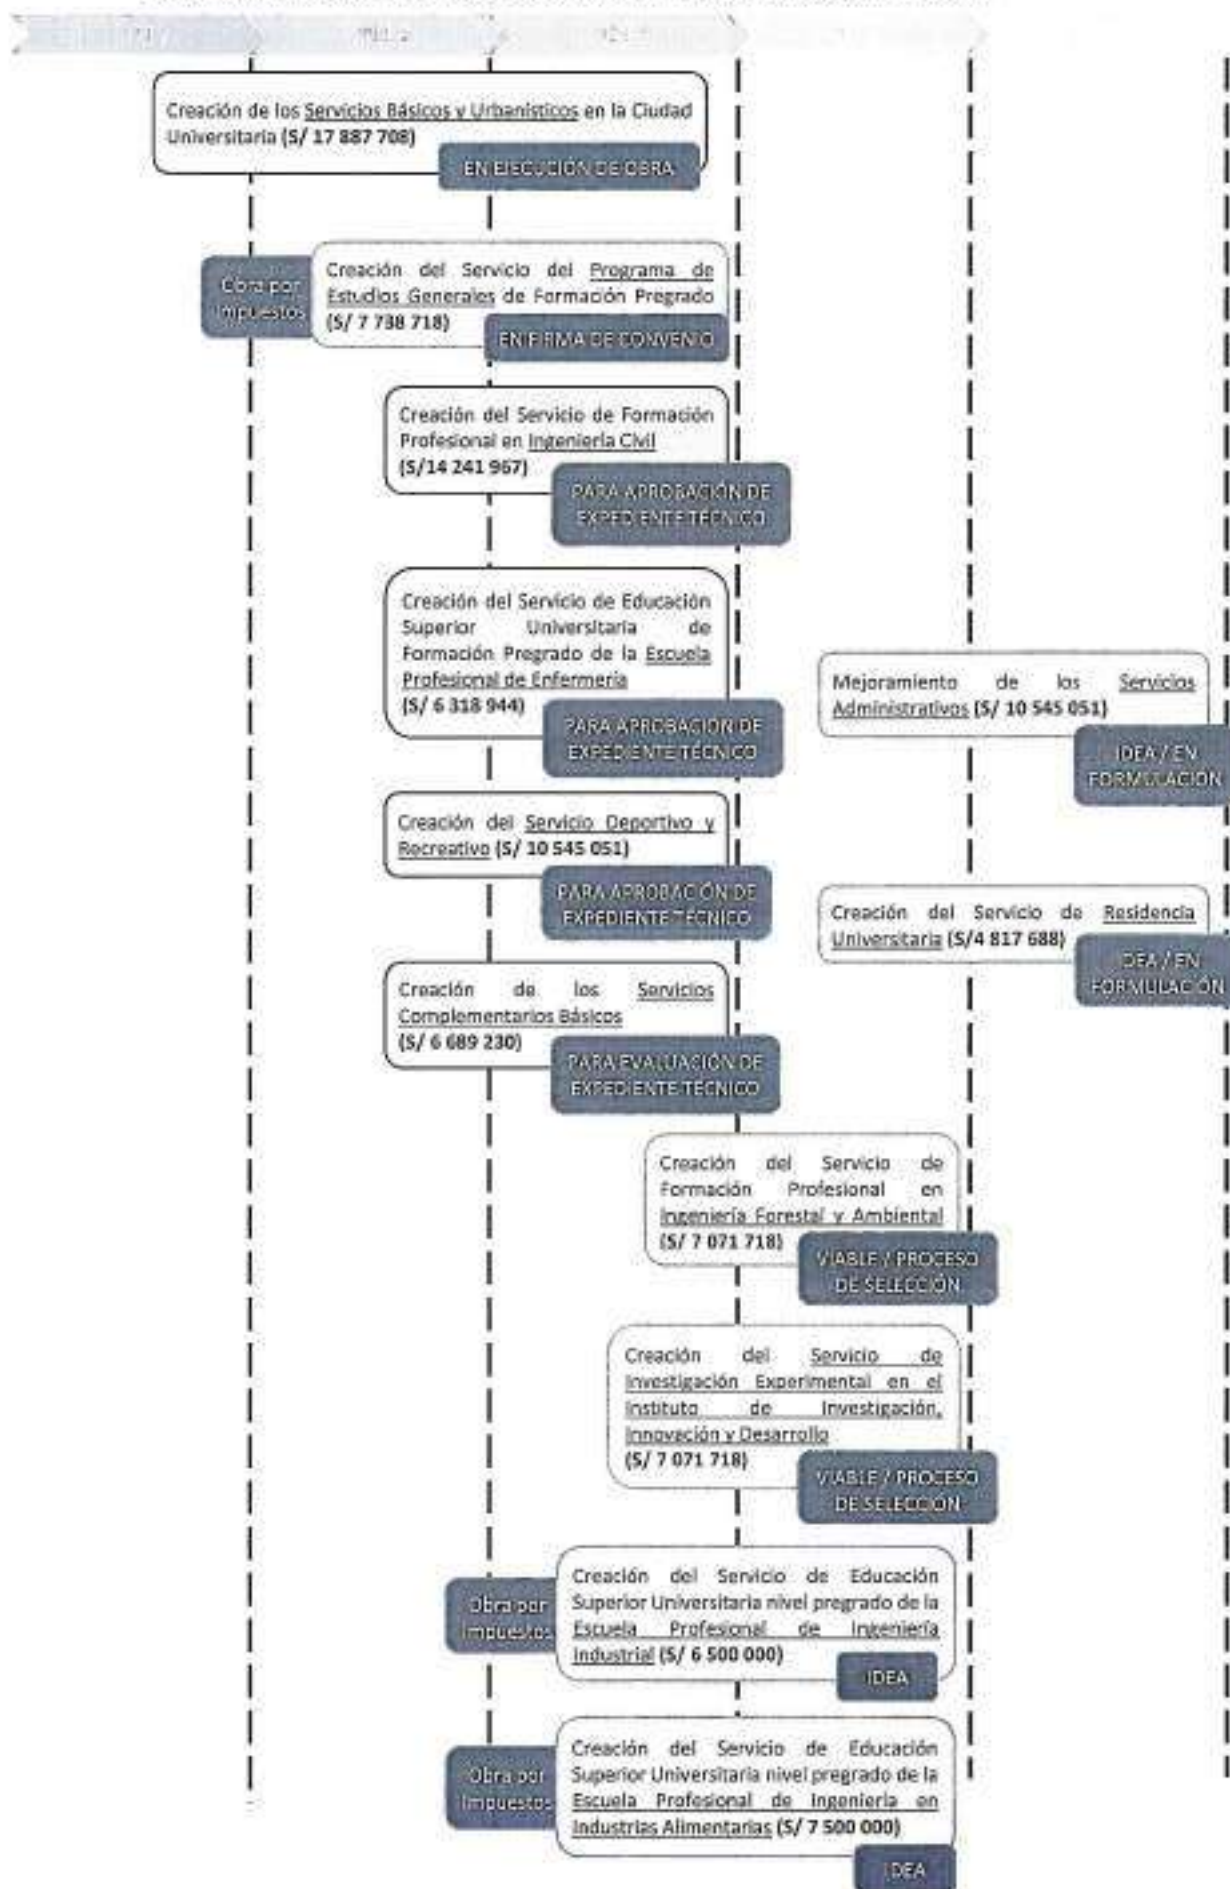 Creación de los Servicios Básicos y Urbanísticos en la Ciudad
Universitaria (S/ 17 887 708)
EN EJECUCIÓN DE OBRA
Obra por
Impuestos
Creación del Servicio del Programa de
Estudios Generales de Formación Pregrado
(S/ 7 738 718)
EN FIRMA DE CONVENIO
Creación del Servicio de Formación
Profesional en Ingeniería Civil
(S/14 241 967)
PARA APROBACIÓN DE
EXPEDIENTE TÉCNICO
Creación del Servicio de Educación
Superior Universitaria de
Formación Pregrado de la Escuela
Profesional de Enfermería
(S/ 6 318 944)
PARA APROBACIÓN DE
EXPEDIENTE TÉCNICO
Mejoramiento de los Servicios
Administrativos (S/ 10 545 051)
IDEA / EN
FORMULACIÓN
Creación del Servicio Deportivo y
Recreativo (S/ 10 545 051)
PARA APROBACIÓN DE
EXPEDIENTE TÉCNICO
Creación del Servicio de Residencia
Universitaria (S/4 817 688)
IDEA / EN
FORMULACIÓN
Creación de los Servicios
Complementarios Básicos
(S/ 6 689 230)
PARA EVALUACIÓN DE
EXPEDIENTE TÉCNICO
Creación del Servicio de
Formación Profesional en
Ingeniería Forestal y Ambiental
(S/ 7 071 718)
VIABLE / PROCESO
DE SELECCIÓN
Creación del Servicio de
Investigación Experimental en el
Instituto de Investigación,
Innovación y Desarrollo
(S/ 7 071 718)
VIABLE / PROCESO
DE SELECCIÓN
Obra por
Impuestos
Creación del Servicio de Educación
Superior Universitaria nivel pregrado de la
Escuela Profesional de Ingeniería
Industrial (S/ 6 500 000)
IDEA
Obra por
Impuestos
Creación del Servicio de Educación
Superior Universitaria nivel pregrado de la
Escuela Profesional de Ingeniería en
Industrias Alimentarias (S/ 7 500 000)
IDEA